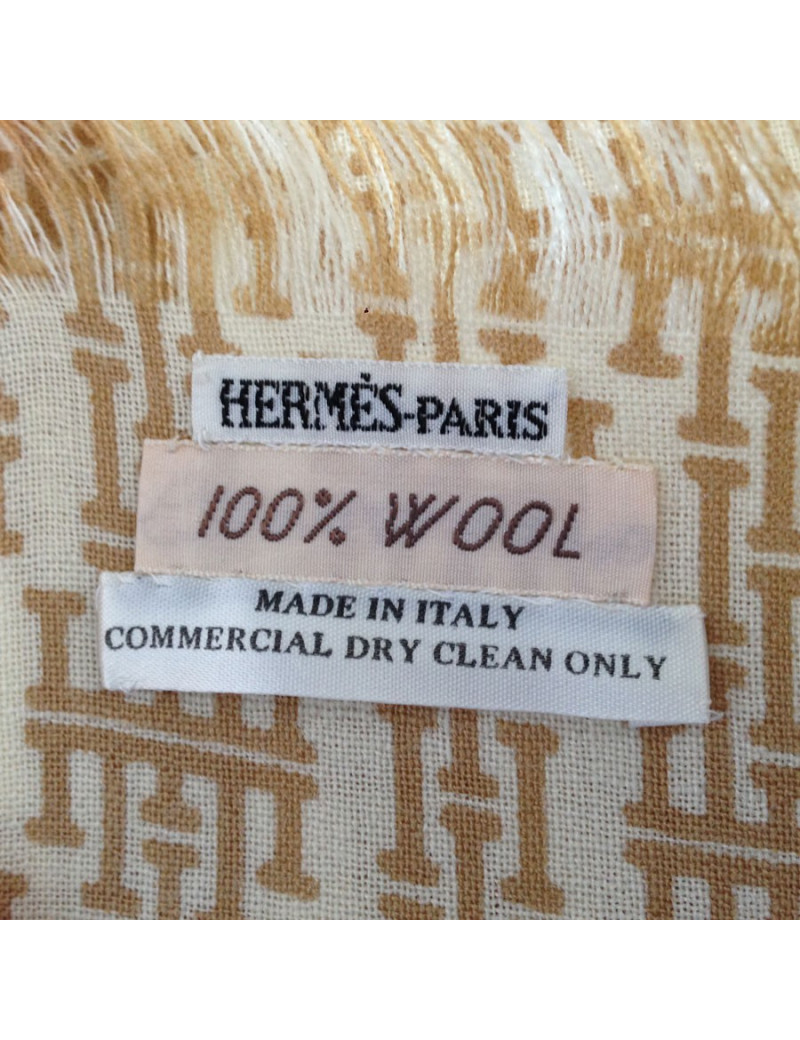 HERMÈS-PARIS
100% WOOL
MADE IN ITALY
COMMERCIAL DRY CLEAN ONLY